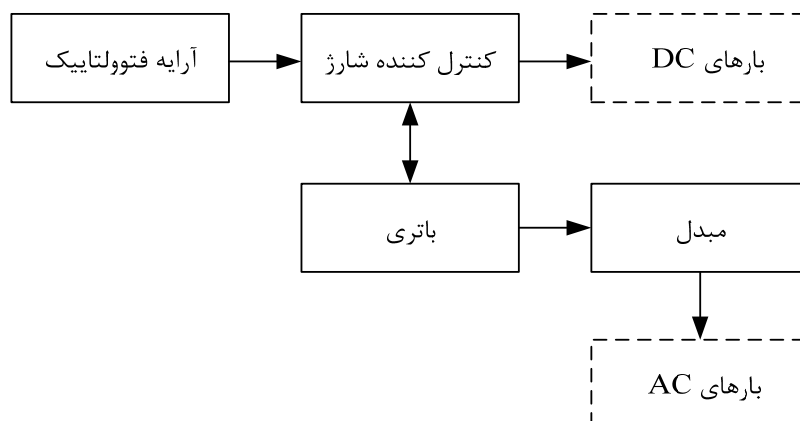 آرایه فتوولتاییک
کنترل کننده شارژ
بارهای DC
باتری
مبدل
بارهای AC